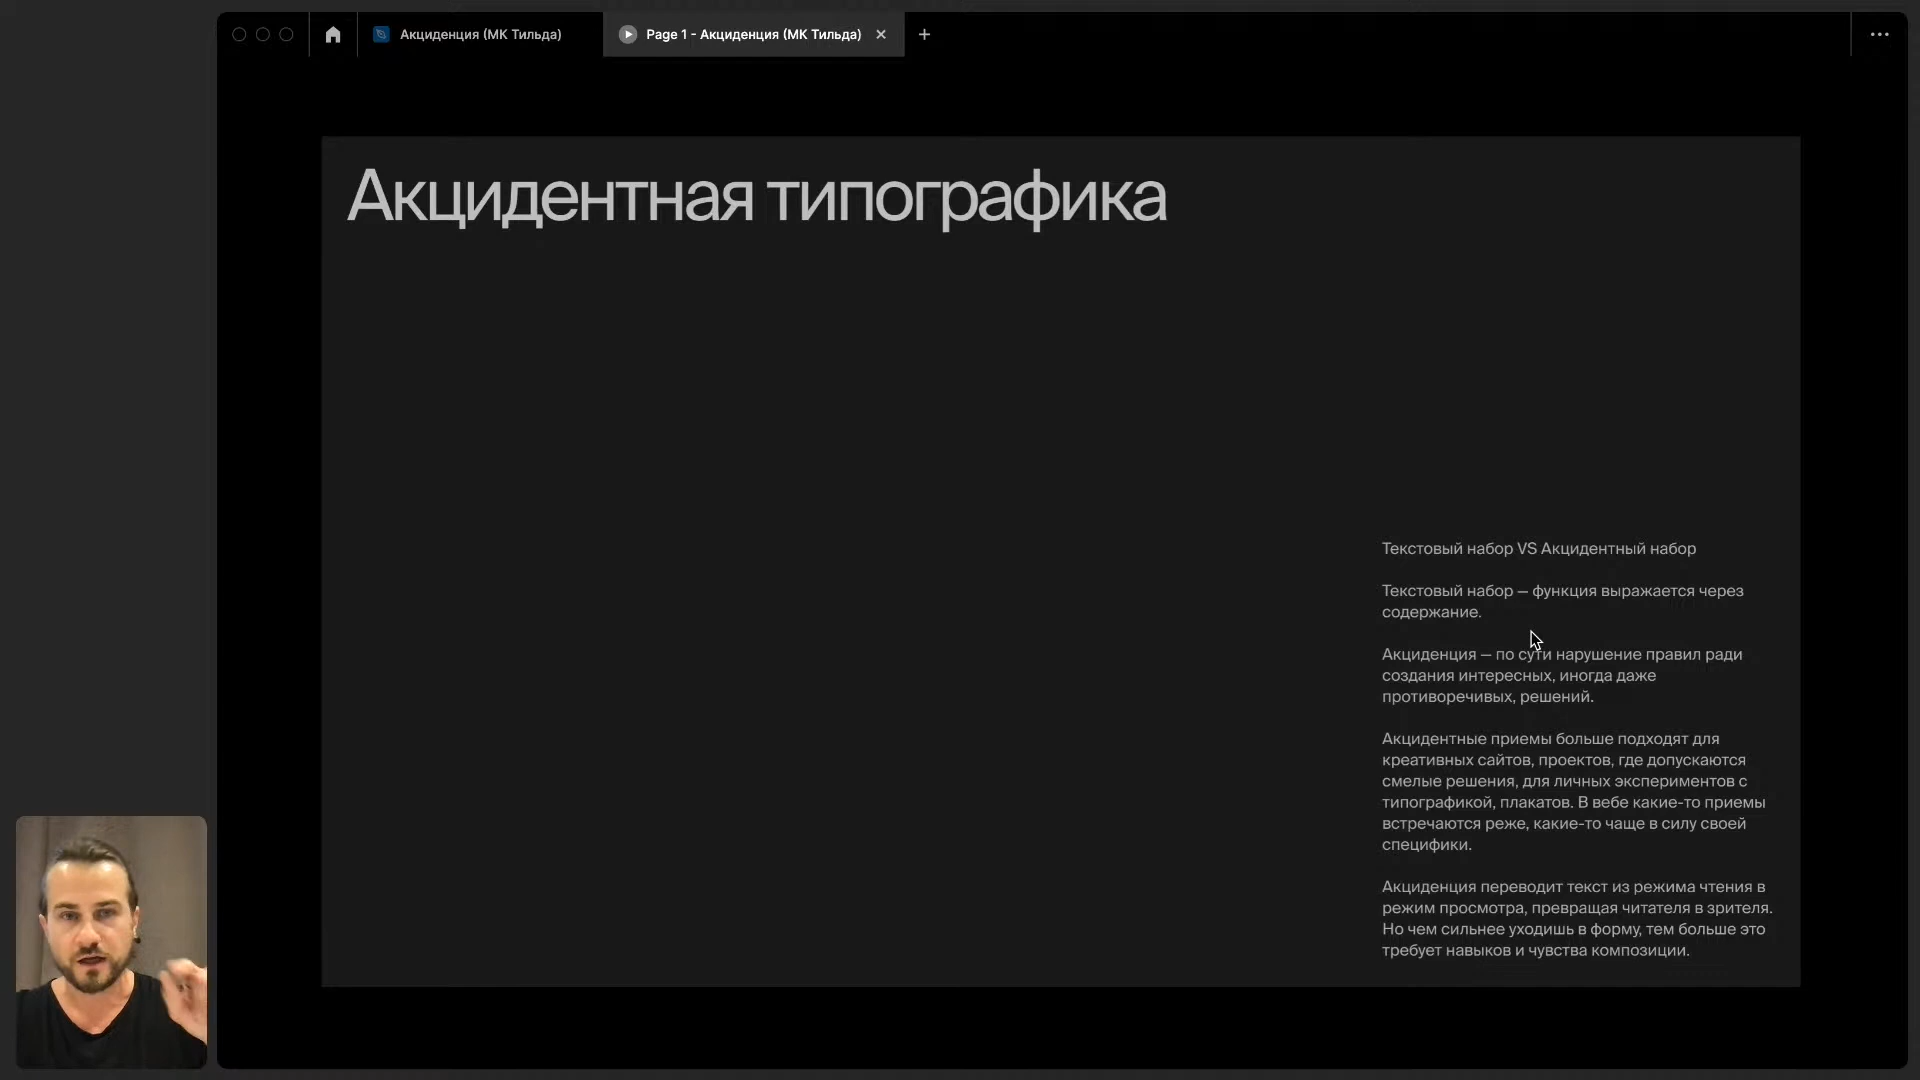 Акциденция (МК Тильда)
Page 1 - Акциденция (МК Тильда)
Акцидентная типографика
Текстовый набор VS Акцидентный набор
Текстовый набор — функция выражается через
содержание.
Акциденция — по сути нарушение правил ради
создания интересных, иногда даже
противоречивых, решений.
Акцидентные приемы больше подходят для
креативных сайтов, проектов, где допускаются
смелые решения, для личных экспериментов с
типографикой, плакатов. В вебе какие-то приемы
встречаются реже, какие-то чаще в силу своей
специфики.
Акциденция переводит текст из режима чтения в
режим просмотра, превращая читателя в зрителя.
Но чем сильнее уходишь в форму, тем больше это
требует навыков и чувства композиции.